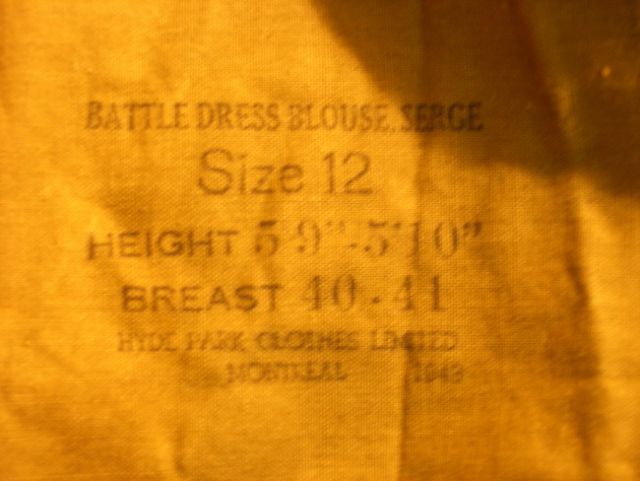 BATTLE DRESS BLOUSE, SERGE
Size 12
HEIGHT 5'9"-5'10"
BREAST 40-41
HYDE PARK CLOTHES LIMITED
MONTREAL 1943